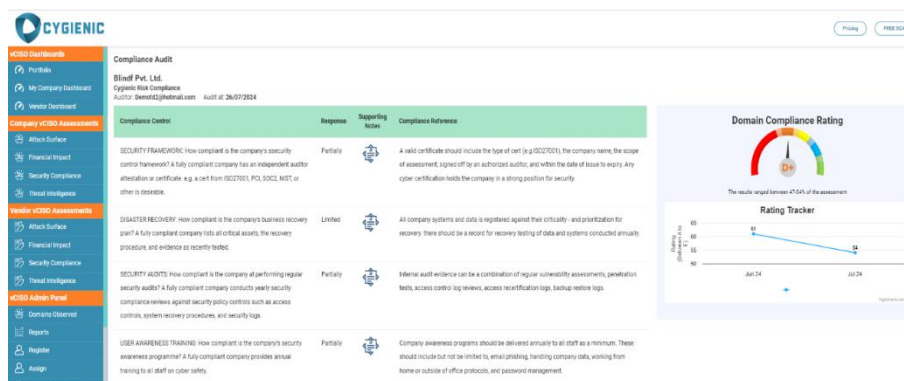 CYGIENIC
Pricing
FREE SCA
vCISO Dashboards
Portfolio
My Company Dashboard
Vendor Dashboard
Company vCISO Assessments
Attack Surface
Financial Impact
Security Compliance
Threat Intelligence
Vendor vCISO Assessments
Attack Surface
Financial Impact
Security Compliance
Threat Intelligence
vCISO Admin Panel
Domains Observed
Reports
Register
Assign
Compliance Audit
Blindf Pvt. Ltd.
Cygienic Risk Compliance
Auditor: Demotd2@hotmail.com Audit at: 26/07/2024
Compliance Control Response Supporting Notes Compliance Reference
SECURITY FRAMEWORK: How compliant is the company's ssecurity
control framework? A fully compliant company has an independent auditor
attestation or certificate. e.g. a cert from ISO27001, PCI, SOC2, NIST, or
other is desirable.
Partially
A valid certificate should include the type of cert (e.g ISO27001), the company name, the scope
of assessment, signed off by an authorized auditor, and within the date of issue to expiry. Any
cyber certification holds the company in a strong position for security
DISASTER RECOVERY: How compliant is the company's business recovery
plan? A fully compliant company lists all critical assets, the recovery
procedure, and evidence as recently tested.
Limited
All company systems and data is registered against their criticality - and prioritization for
recovery. there should be a record for recovery testing of data and systems conducted annually.
SECURITY AUDITS: How compliant is the company at performing regular
security audits? A fully compliant company conducts yearly security
compliance reviews against security policy controls such as access
controls, system recovery procedures, and security logs.
Partially
Internal audit evidence can be a combination of regular vulnerability assessments, penetration
tests, access control log reviews, access recertification logs, backup restore logs.
USER AWARENESS TRAINING: How compliant is the company's security
awareness programme? A fully compliant company provides annual
training to all staff on cyber safety.
Partially
Company awareness programs should be delivered annually to all staff as a minimum. These
should include but not be limited to, email phishing, handling company data, working from
home or outside of office protocols, and password management
Domain Compliance Rating
D+
The results ranged between 47-54% of the assessment
Rating Tracker
Rating
(Between A to
E)
65
60
55
50
61
54
Jun 24
Jul 24